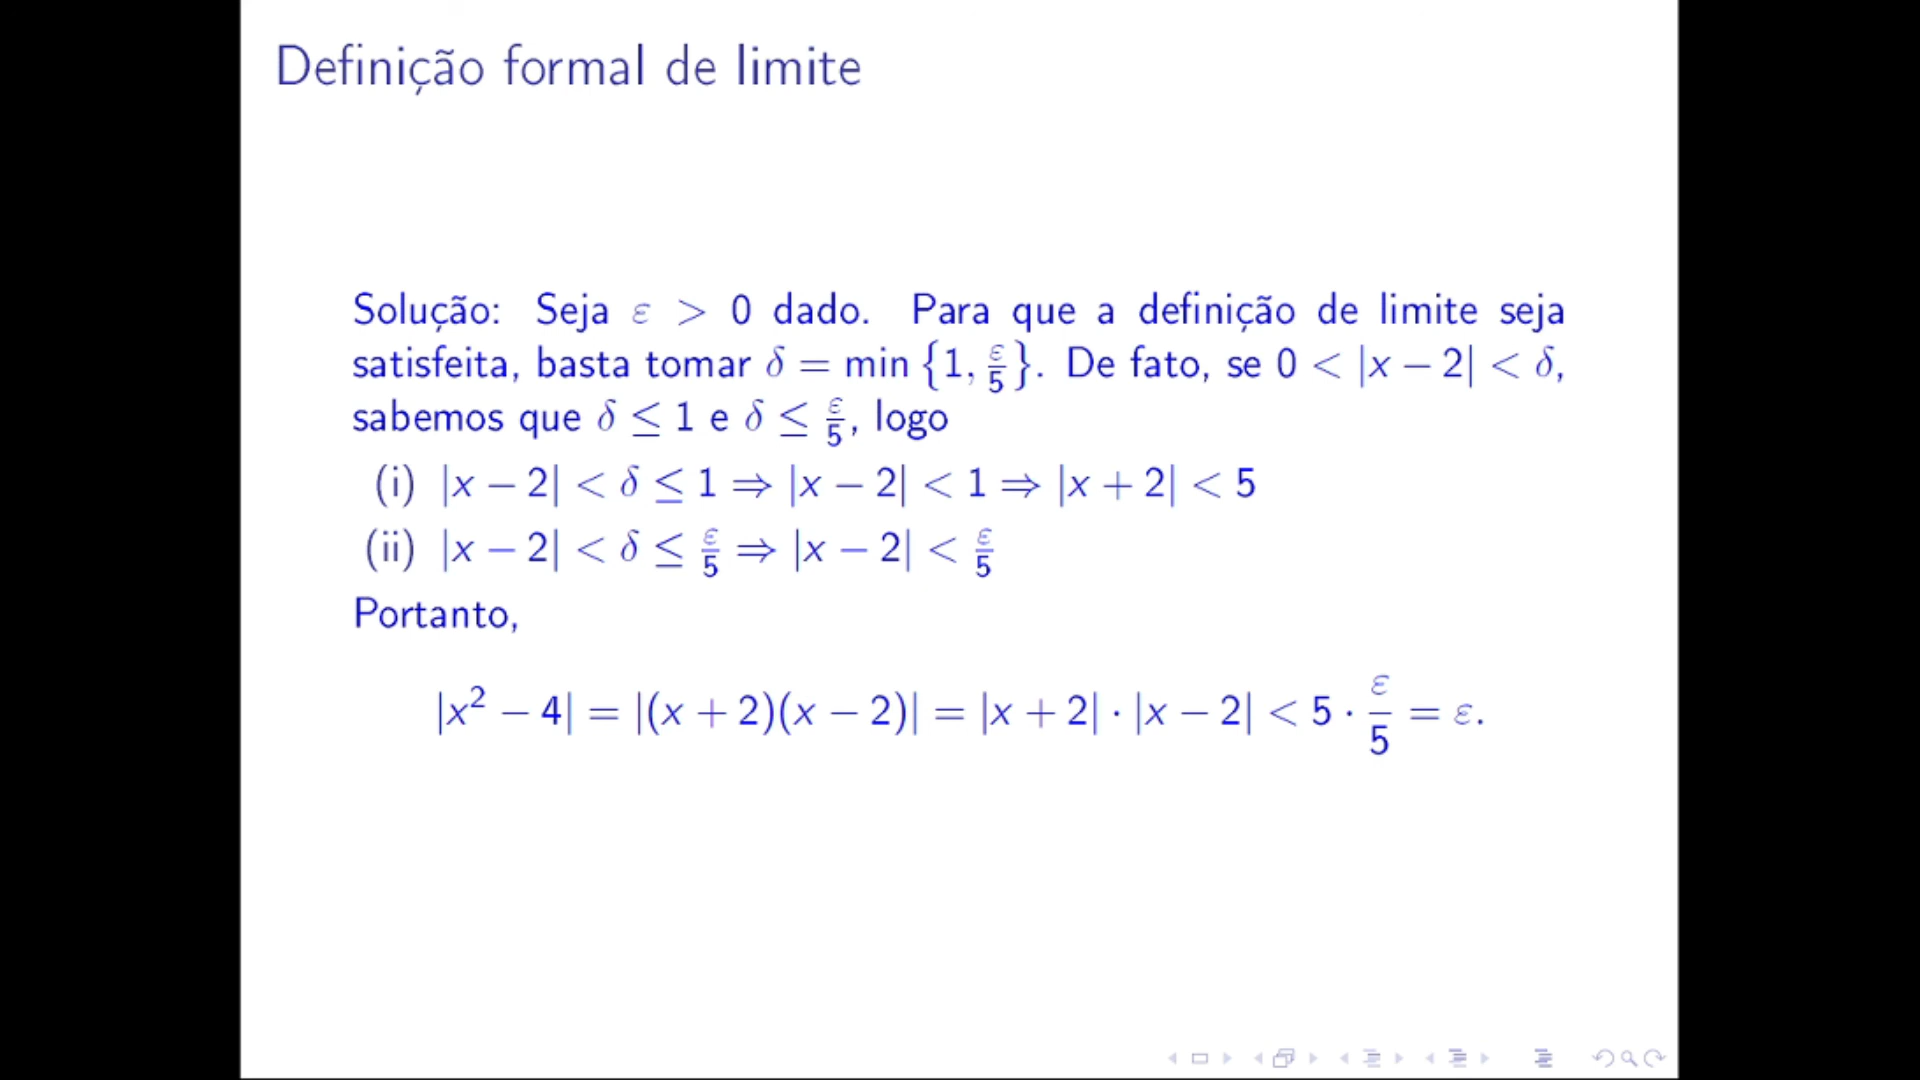 Definição formal de limite
Solução: Seja ε > 0 dado. Para que a definição de limite seja
satisfeita, basta tomar δ = min {1, ε/5}. De fato, se 0 < |x − 2| < δ,
sabemos que δ ≤ 1 e δ ≤ ε/5, logo
(i) |x − 2| < δ ≤ 1 ⇒ |x − 2| < 1 ⇒ |x + 2| < 5
(ii) |x − 2| < δ ≤ ε/5 ⇒ |x − 2| < ε/5
Portanto,
|x² − 4| = |(x + 2)(x − 2)| = |x + 2| · |x − 2| < 5 · ε/5 = ε.